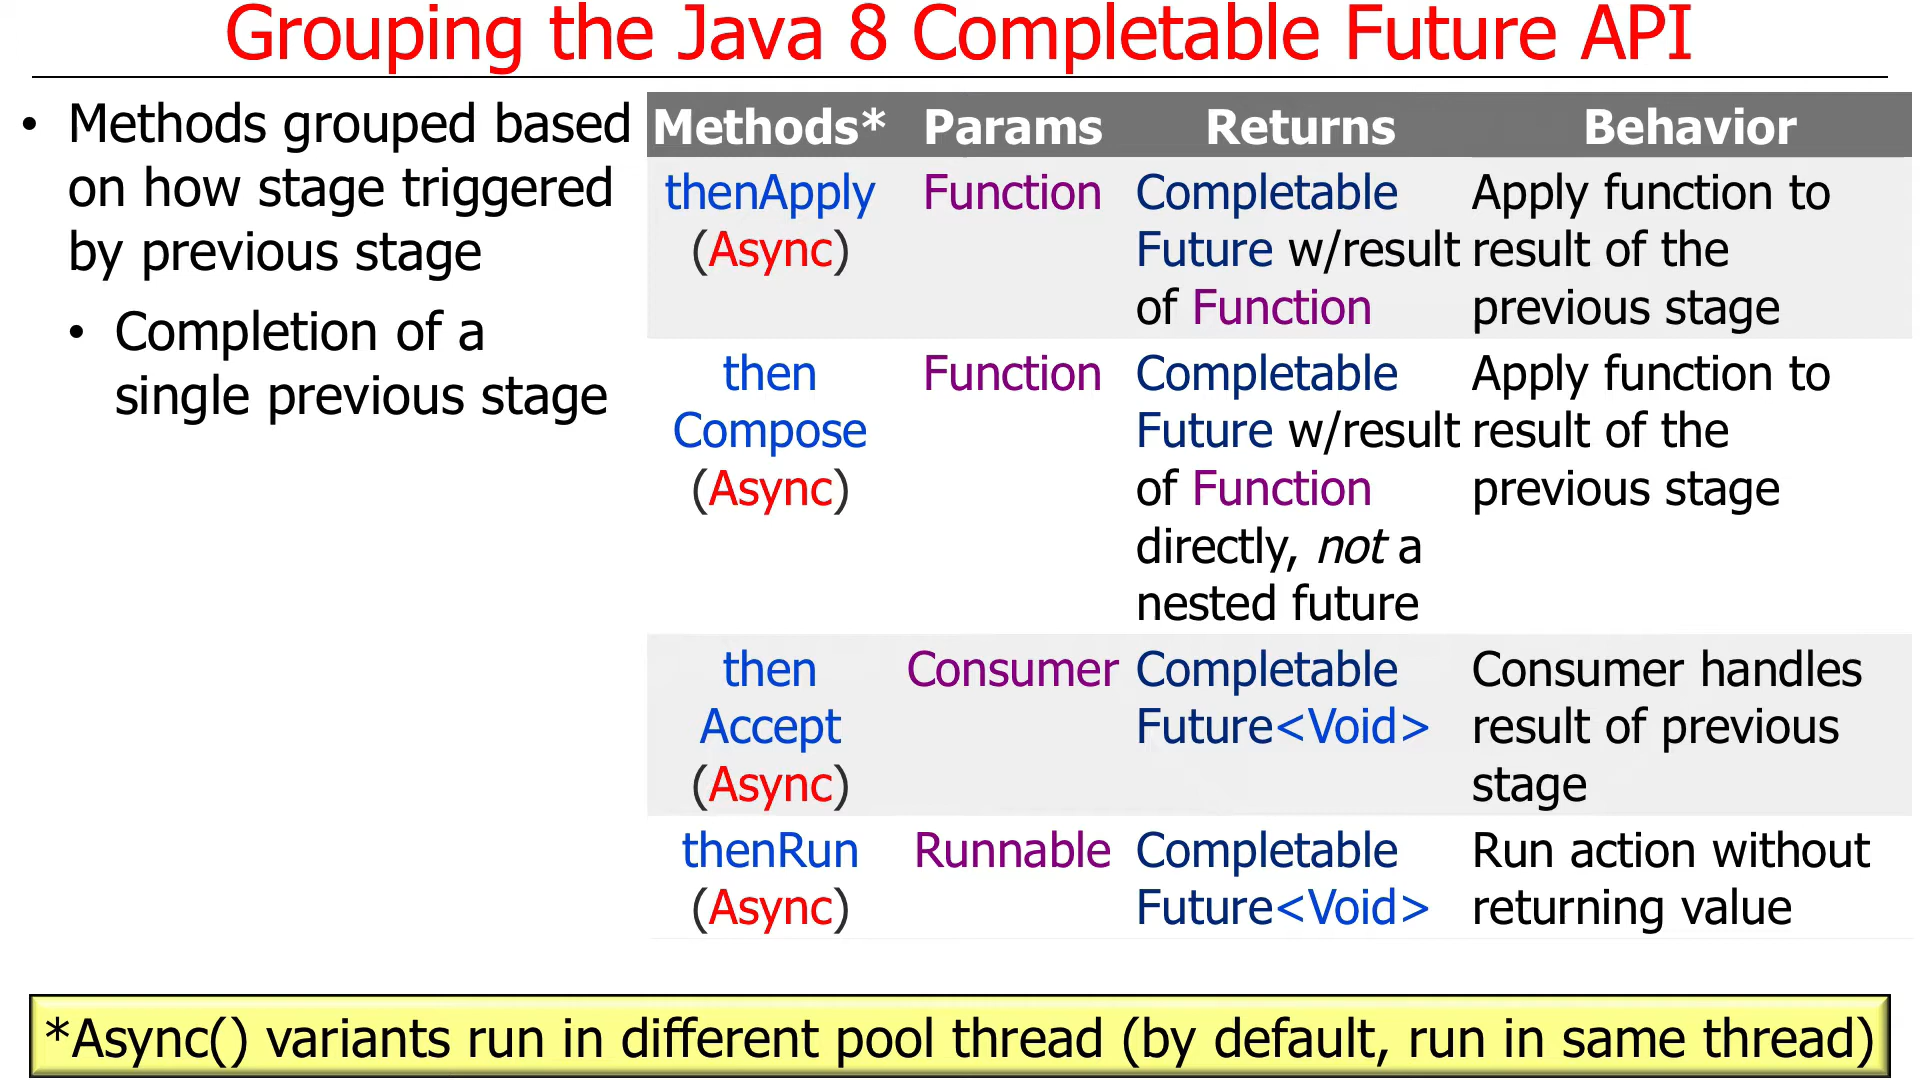 Grouping the Java 8 Completable Future API
• Methods grouped based
on how stage triggered
by previous stage
• Completion of a
single previous stage
Methods* Params Returns Behavior
thenApply Function Completable Apply function to
(Async) Future w/result result of the
of Function previous stage
then Function Completable Apply function to
Compose Future w/result result of the
(Async) of Function previous stage
directly, not a
nested future
then Consumer Completable Consumer handles
Accept Future<Void> result of previous
(Async) stage
thenRun Runnable Completable Run action without
(Async) Future<Void> returning value
*Async() variants run in different pool thread (by default, run in same thread)